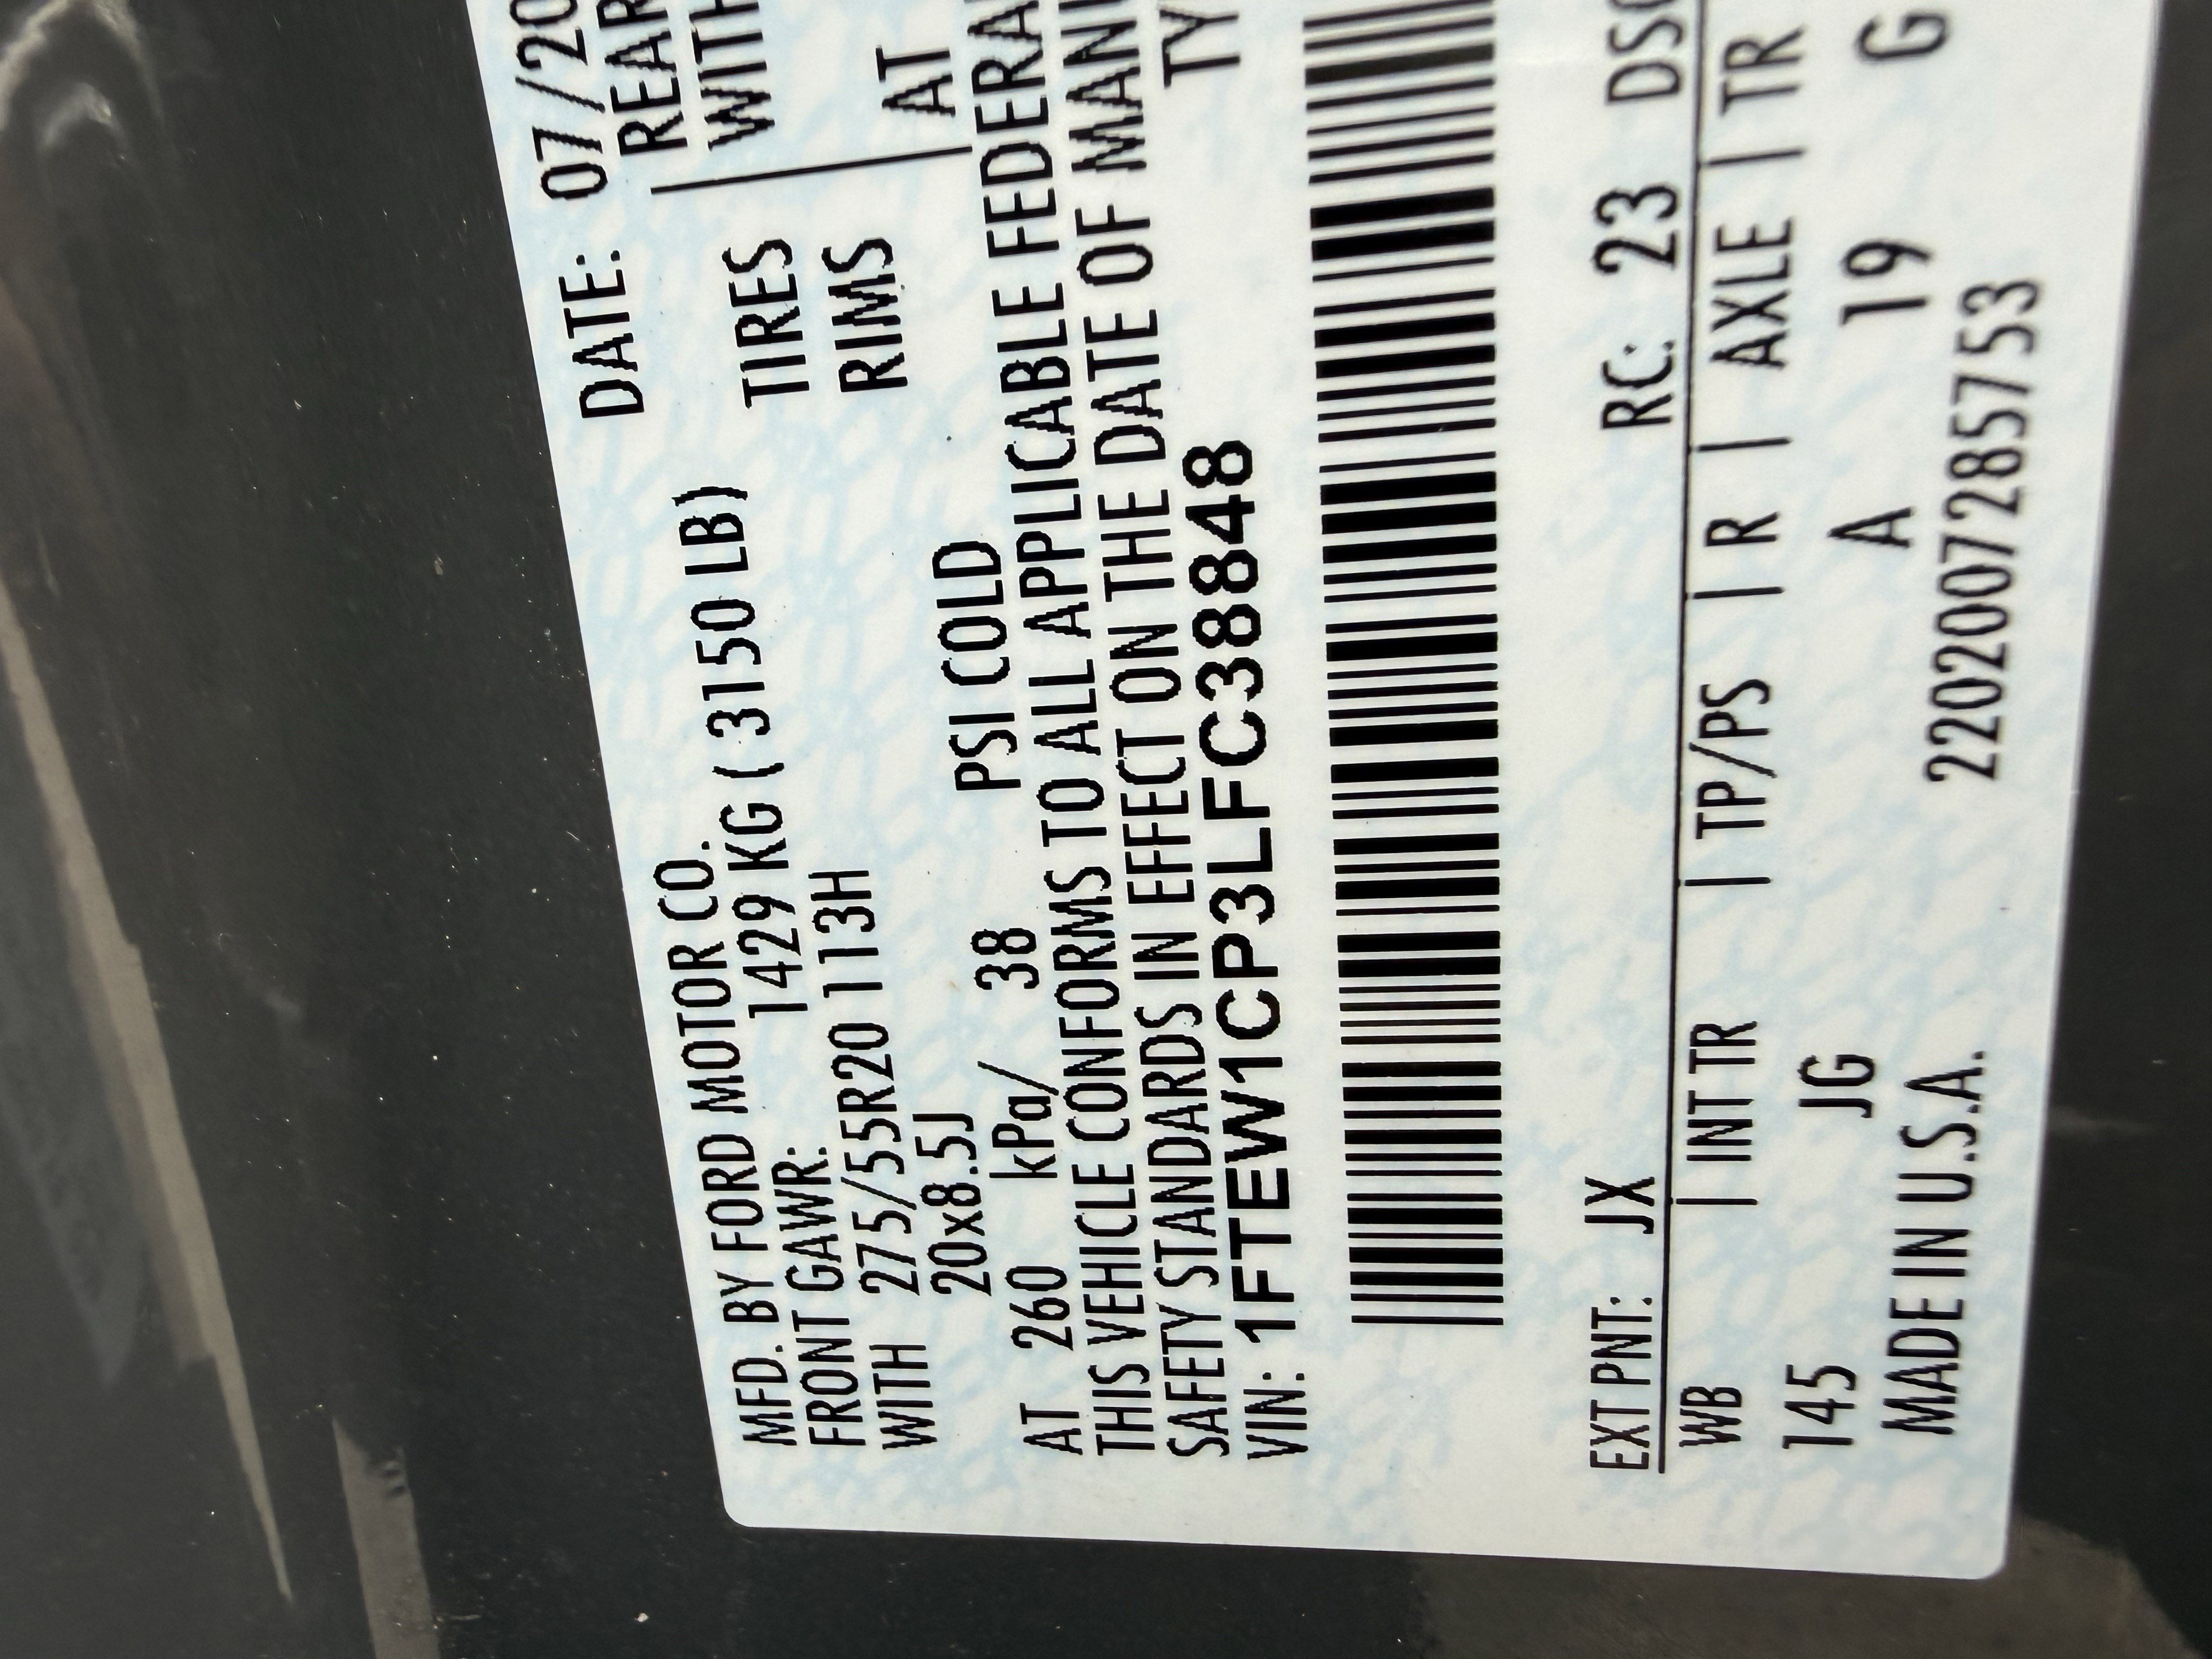 MFD. BY FORD MOTOR CO. DATE: 07/20
FRONT GAWR: 1429 KG ( 3150 LB) REAR
WITH 275/55R20 113H TIRES WITH
20x8.5J RIMS
AT 260 kPa/ 38 PSI COLD AT
THIS VEHICLE CONFORMS TO ALL APPLICABLE FEDERA
SAFETY STANDARDS IN EFFECT ON THE DATE OF MAN
VIN: 1FTEW1CP3LFC38848 TY
EXT PNT: JX RC: 23 DS
WB | INT TR | TP/PS | R | AXLE | TR
145 JG A 19 G
MADE IN U.S.A. 2202007285753